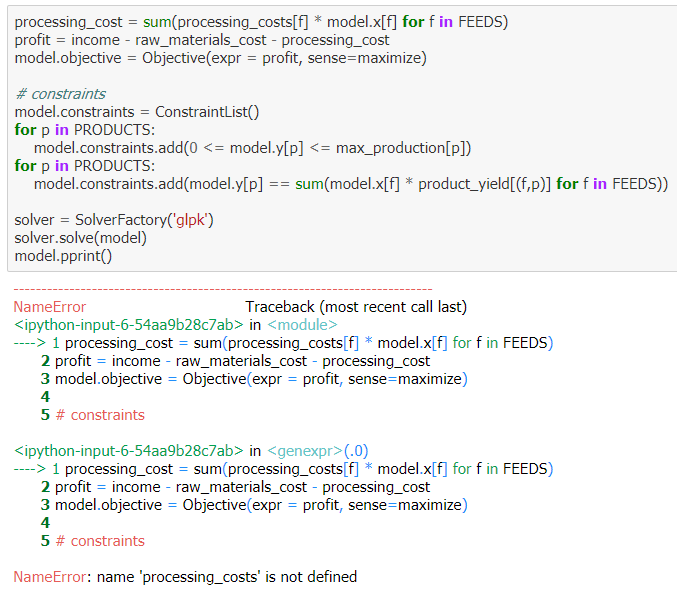 processing_cost = sum(processing_costs[f] * model.x[f] for f in FEEDS)
profit = income - raw_materials_cost - processing_cost
model.objective = Objective(expr = profit, sense=maximize)
# constraints
model.constraints = ConstraintList()
for p in PRODUCTS:
    model.constraints.add(0 <= model.y[p] <= max_production[p])
for p in PRODUCTS:
    model.constraints.add(model.y[p] == sum(model.x[f] * product_yield[(f,p)] for f in FEEDS))
solver = SolverFactory('glpk')
solver.solve(model)
model.pprint()
---------------------------------------------------------------------------
NameError                                 Traceback (most recent call last)
<ipython-input-6-54aa9b28c7ab> in <module>
----> 1 processing_cost = sum(processing_costs[f] * model.x[f] for f in FEEDS)
      2 profit = income - raw_materials_cost - processing_cost
      3 model.objective = Objective(expr = profit, sense=maximize)
      4
      5 # constraints
<ipython-input-6-54aa9b28c7ab> in <genexpr>(.0)
----> 1 processing_cost = sum(processing_costs[f] * model.x[f] for f in FEEDS)
      2 profit = income - raw_materials_cost - processing_cost
      3 model.objective = Objective(expr = profit, sense=maximize)
      4
      5 # constraints
NameError: name 'processing_costs' is not defined